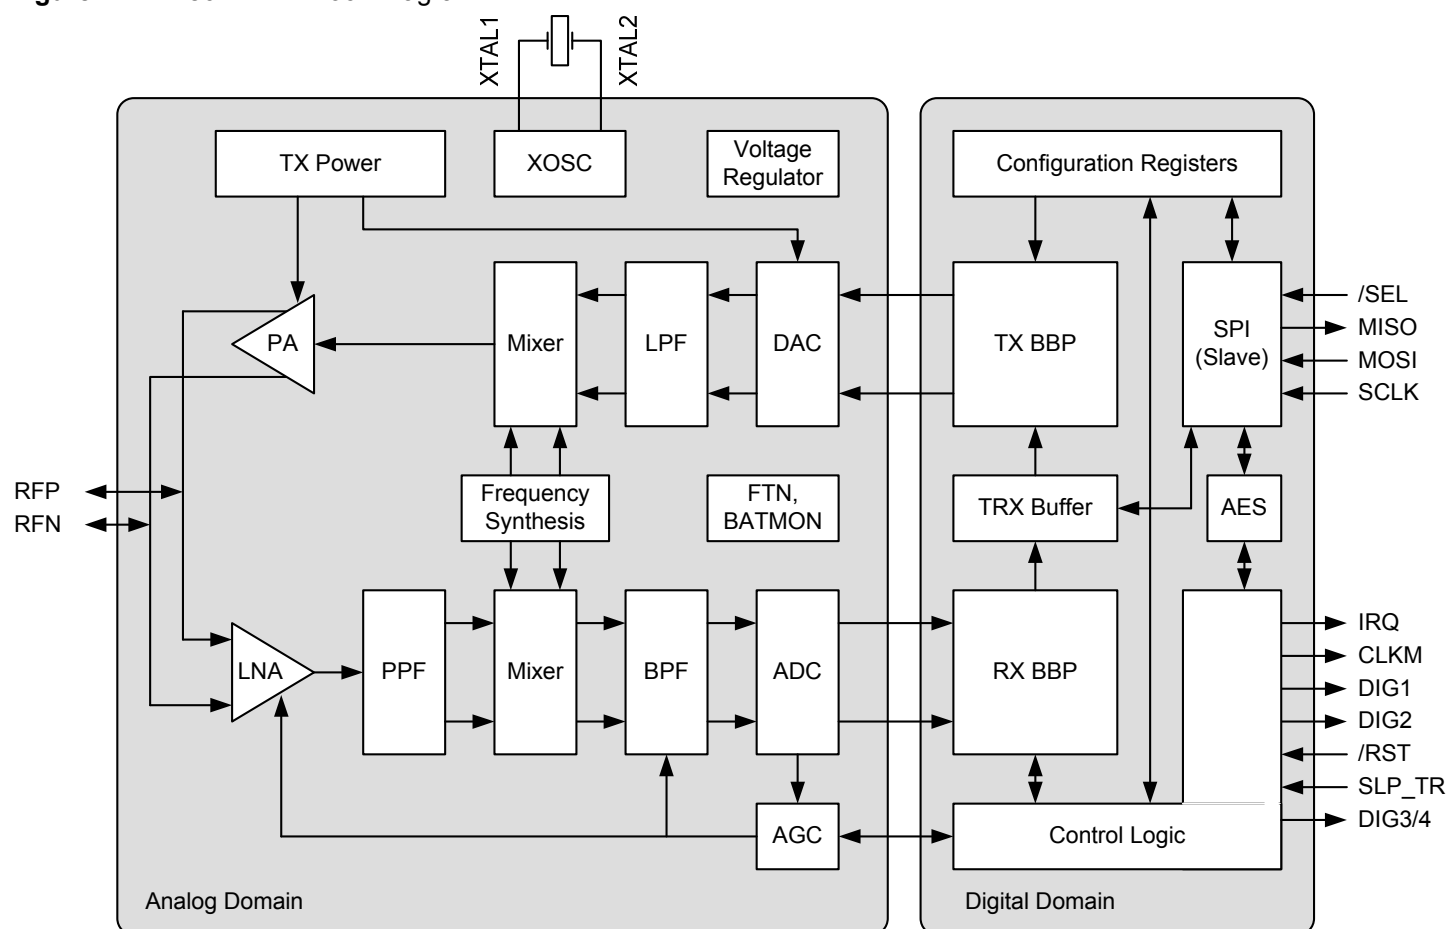 XTAL1
XTAL2
TX Power
XOSC
Voltage
Regulator
Configuration Registers
PA
Mixer
LPF
DAC
TX BBP
SPI
(Slave)
/SEL
MISO
MOSI
SCLK
RFP
RFN
Frequency
Synthesis
FTN,
BATMON
TRX Buffer
AES
LNA
PPF
Mixer
BPF
ADC
RX BBP
IRQ
CLKM
DIG1
DIG2
/RST
SLP_TR
DIG3/4
AGC
Control Logic
Analog Domain
Digital Domain